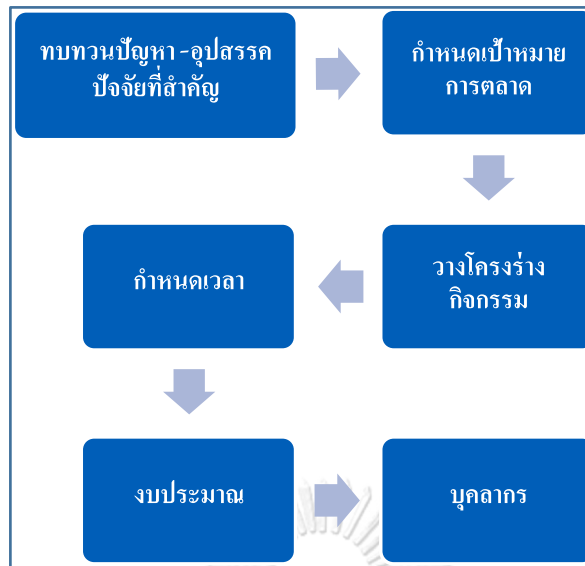 ทบทวนปัญหา -อุปสรรค
ปัจจัยที่สำคัญ
กำหนดเป้าหมาย
การตลาด
วางโครงร่าง
กิจกรรม
กำหนดเวลา
งบประมาณ
บุคลากร